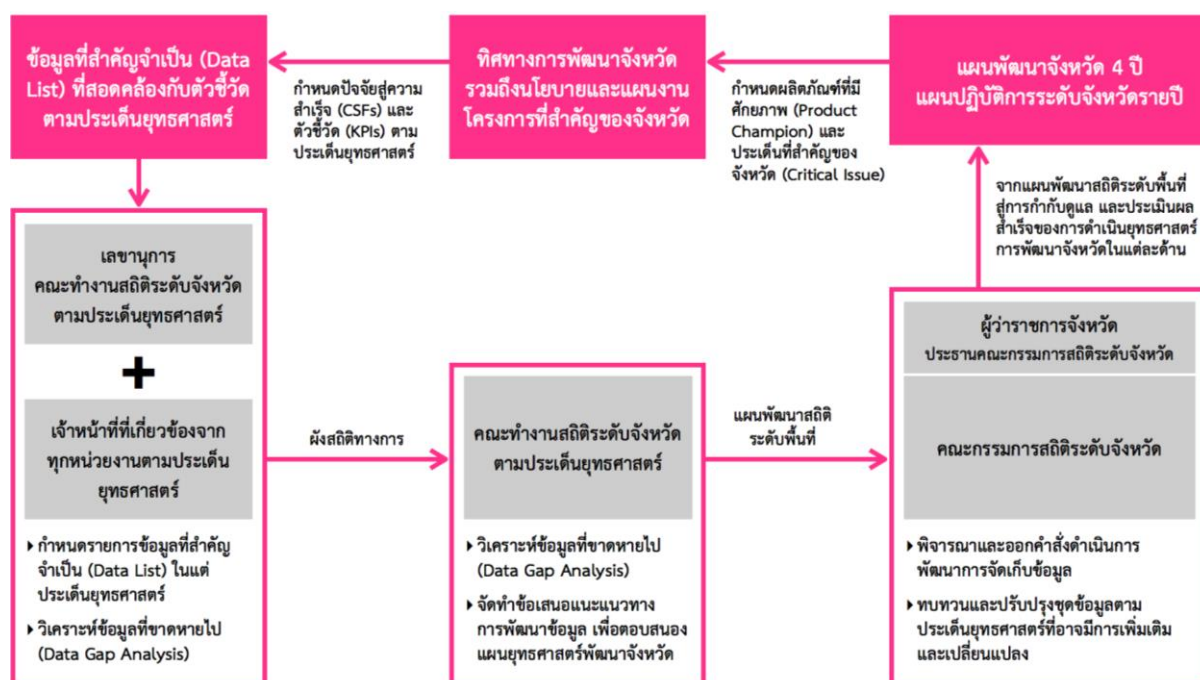 ข้อมูลที่สำคัญจำเป็น (Data
List) ที่สอดคล้องกับตัวชี้วัด
ตามประเด็นยุทธศาสตร์
กำหนดปัจจัยสู่ความ
สำเร็จ (CSFs) และ
ตัวชี้วัด (KPIs) ตาม
ประเด็นยุทธศาสตร์
ทิศทางการพัฒนาจังหวัด
รวมถึงนโยบายและแผนงาน
โครงการที่สำคัญของจังหวัด
กำหนดผลิตภัณฑ์ที่มี
ศักยภาพ (Product
Champion) และ
ประเด็นที่สำคัญของ
จังหวัด (Critical Issue)
แผนพัฒนาจังหวัด 4 ปี
แผนปฏิบัติการระดับจังหวัดรายปี
จากแผนพัฒนาสถิติระดับพื้นที่
สู่การกำกับดูแล และประเมินผล
สำเร็จของการดำเนินยุทธศาสตร์
การพัฒนาจังหวัดในแต่ละด้าน
เลขานุการ
คณะทำงานสถิติระดับจังหวัด
ตามประเด็นยุทธศาสตร์
+
เจ้าหน้าที่ที่เกี่ยวข้องจาก
ทุกหน่วยงานตามประเด็น
ยุทธศาสตร์
กำหนดรายการข้อมูลที่สำคัญ
จำเป็น (Data List) ในแต่
ประเด็นยุทธศาสตร์
วิเคราะห์ข้อมูลที่ขาดหายไป
(Data Gap Analysis)
ผังสถิติทางการ
คณะทำงานสถิติระดับจังหวัด
ตามประเด็นยุทธศาสตร์
วิเคราะห์ข้อมูลที่ขาดหายไป
(Data Gap Analysis)
จัดทำข้อเสนอแนะแนวทาง
การพัฒนาข้อมูล เพื่อตอบสนอง
แผนยุทธศาสตร์พัฒนาจังหวัด
แผนพัฒนาสถิติ
ระดับพื้นที่
ผู้ว่าราชการจังหวัด
ประธานคณะกรรมการสถิติระดับจังหวัด
คณะกรรมการสถิติระดับจังหวัด
พิจารณาและออกคำสั่งดำเนินการ
พัฒนาการจัดเก็บข้อมูล
ทบทวนและปรับปรุงชุดข้อมูลตาม
ประเด็นยุทธศาสตร์ที่อาจมีการเพิ่มเติม
และเปลี่ยนแปลง